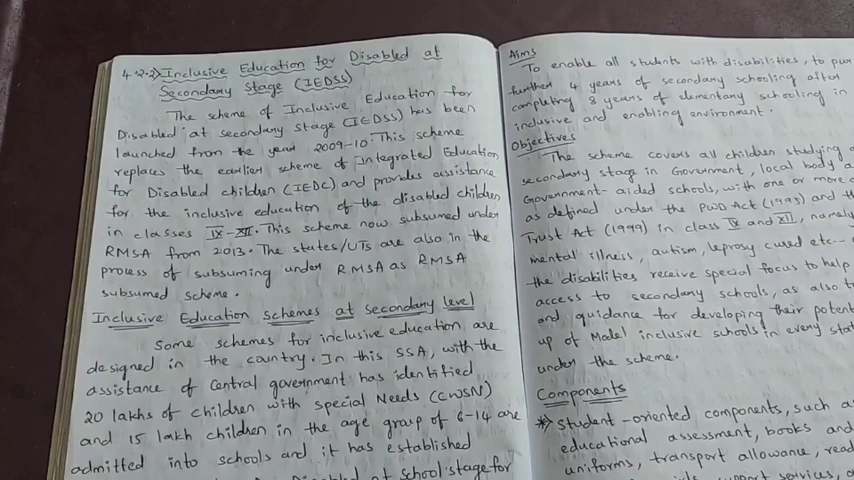 4.2.2) Inclusive Education for Disabled at
Secondary Stage (IEDSS)
The scheme of Inclusive Education for
Disabled at secondary stage (IEDSS) has been
launched from the year 2009-10. This scheme
replaces the earlier scheme of Integrated Education
for Disabled children (IEDC) and provides assistance
for the inclusive education of the disabled children
in classes IX-XII. This scheme now subsumed under
RMSA from 2013. The states/UTs are also in the
process of subsuming under RMSA as RMSA
subsumed scheme.
Inclusive Education schemes at secondary level
Some schemes for inclusive education are
designed in the country. In this SSA, with the
assistance of Central government has identified
20 lakhs of children with special Needs (CWSN)
and 15 lakh children in the age group of 6-14 are
admitted into schools and it has established
at school stage for
Aims
To enable all students with disabilities, to
further 4 years of secondary schooling after
completing 8 years of elementary schooling in
inclusive and enabling environment.
Objectives
The scheme covers all children studying
secondary stage in Government, local body
Government-aided schools, with one or more
as defined under the PWD Act (1995) and
Trust Act (1999) in class IX and XII, namely
mental illness, autism, leprosy cured etc--
the disabilities receive special focus to help
access to secondary schools, as also
and guidance for developing their
up of Model inclusive schools in every
under the scheme.
Components
* Student-oriented components, such
educational assessment, books and
uniforms, transport allowance,
support services,